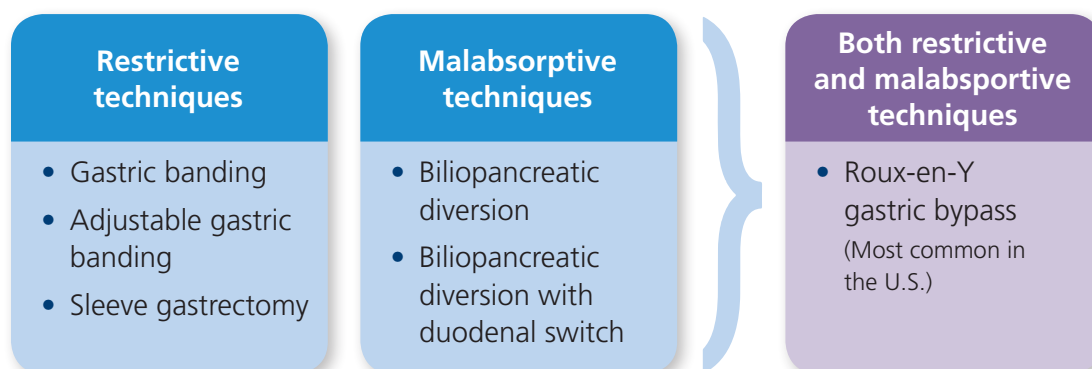 Restrictive
techniques
• Gastric banding
• Adjustable gastric
banding
• Sleeve gastrectomy
Malabsorptive
techniques
• Biliopancreatic
diversion
• Biliopancreatic
diversion with
duodenal switch
Both restrictive
and malabsportive
techniques
• Roux-en-Y
gastric bypass
(Most common in
the U.S.)